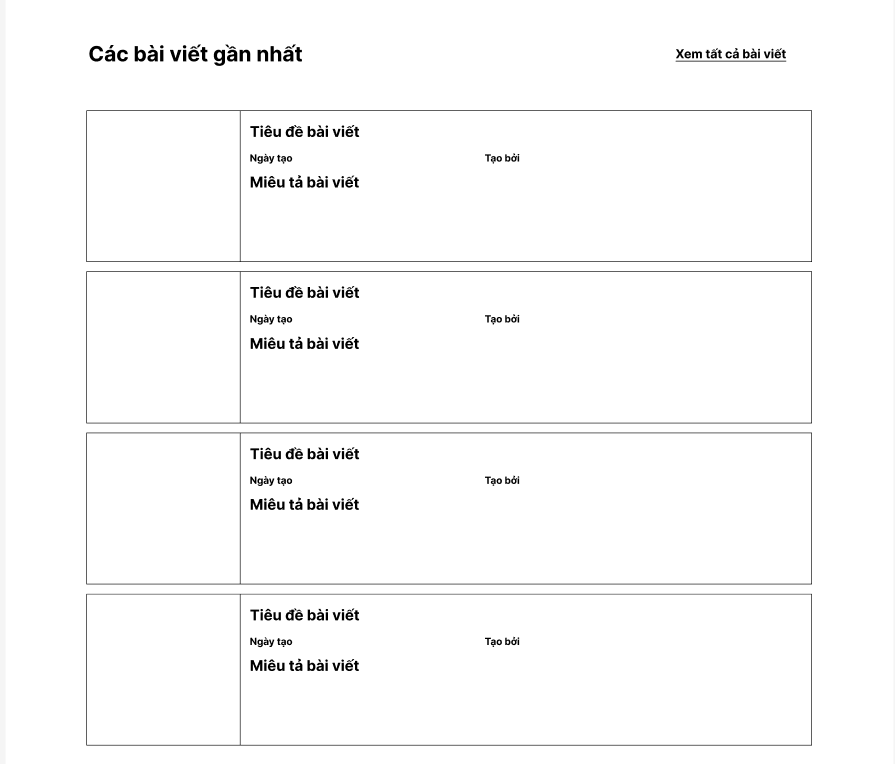 Các bài viết gần nhất
Xem tất cả bài viết
Tiêu đề bài viết
Ngày tạo Tạo bởi
Miêu tả bài viết
Tiêu đề bài viết
Ngày tạo Tạo bởi
Miêu tả bài viết
Tiêu đề bài viết
Ngày tạo Tạo bởi
Miêu tả bài viết
Tiêu đề bài viết
Ngày tạo Tạo bởi
Miêu tả bài viết